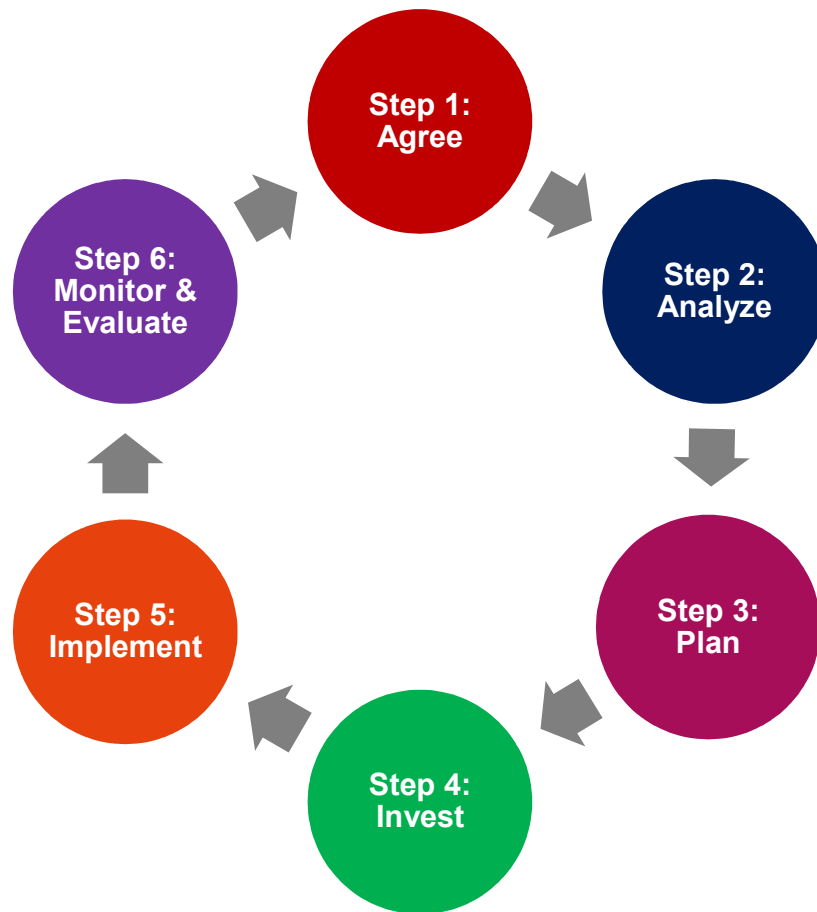 Step 1:
Agree
Step 2:
Analyze
Step 3:
Plan
Step 4:
Invest
Step 5:
Implement
Step 6:
Monitor &
Evaluate